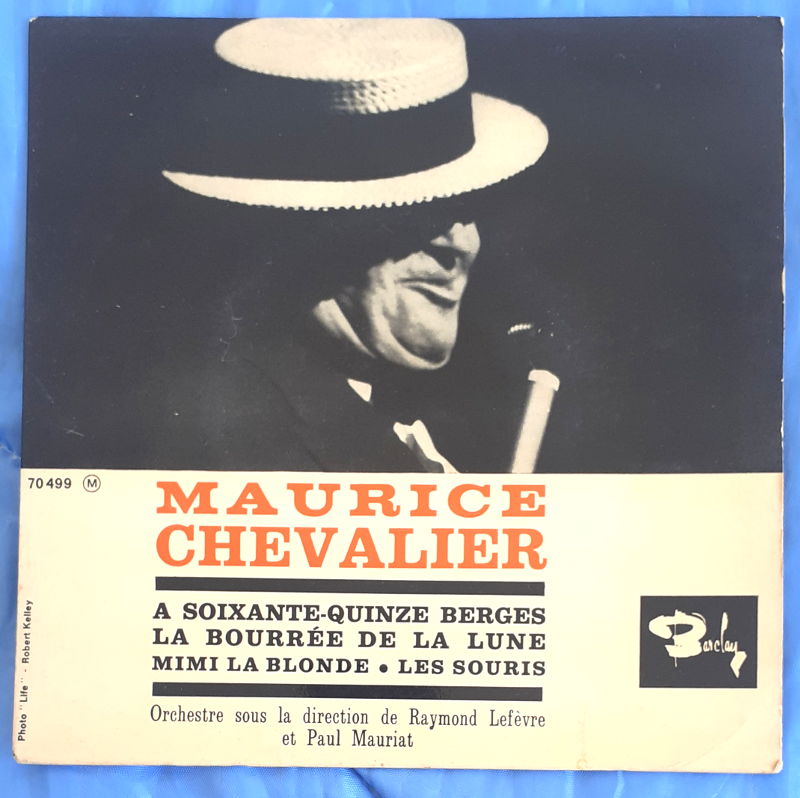 70 499 Ⓜ
MAURICE
CHEVALIER
A SOIXANTE-QUINZE BERGES
LA BOURRÉE DE LA LUNE
MIMI LA BLONDE • LES SOURIS
Barclay
Orchestre sous la direction de Raymond Lefèvre
et Paul Mauriat
Photo "Life" - Robert Kelley